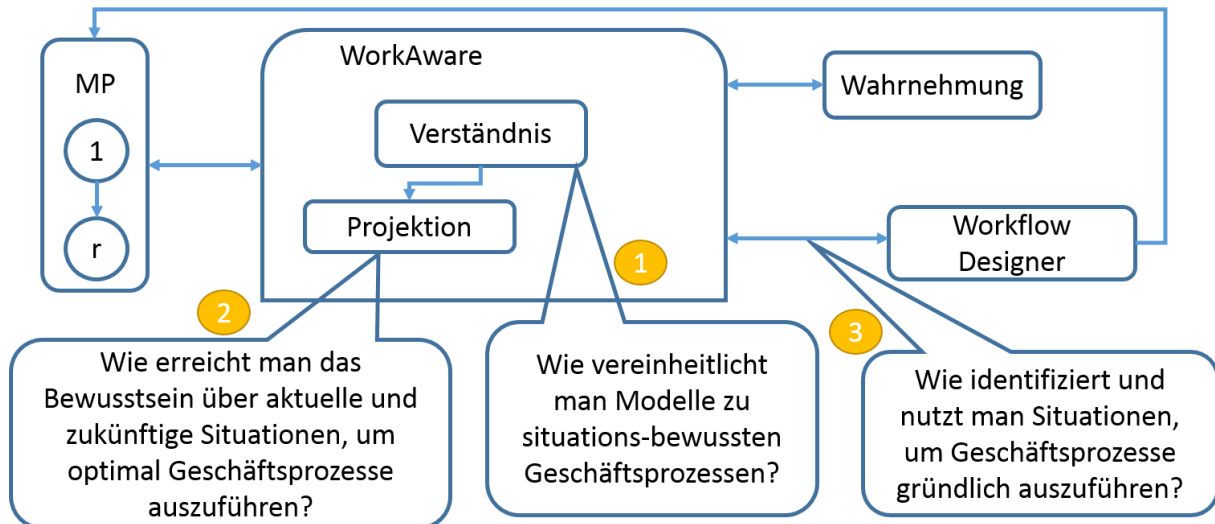 MP
1
r
WorkAware
Verständnis
Projektion
Wahrnehmung
Workflow
Designer
2
Wie erreicht man das
Bewusstsein über aktuelle und
zukünftige Situationen, um
optimal Geschäftsprozesse
auszuführen?
1
Wie vereinheitlicht
man Modelle zu
situations-bewussten
Geschäftsprozessen?
3
Wie identifiziert und
nutzt man Situationen,
um Geschäftsprozesse
gründlich auszuführen?